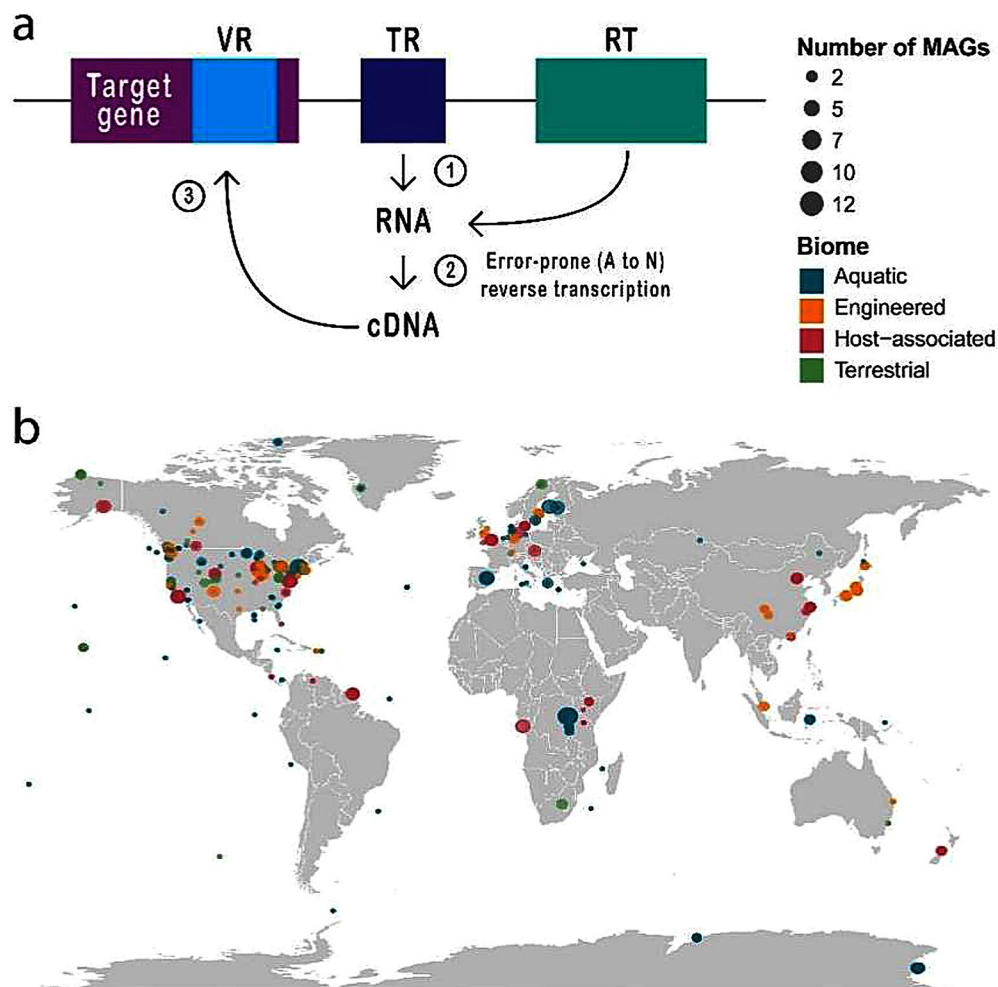 a
VR
TR
RT
Target
gene
1
RNA
2
Error-prone (A to N)
reverse transcription
3
cDNA
Number of MAGs
2
5
7
10
12
Biome
Aquatic
Engineered
Host-associated
Terrestrial
b